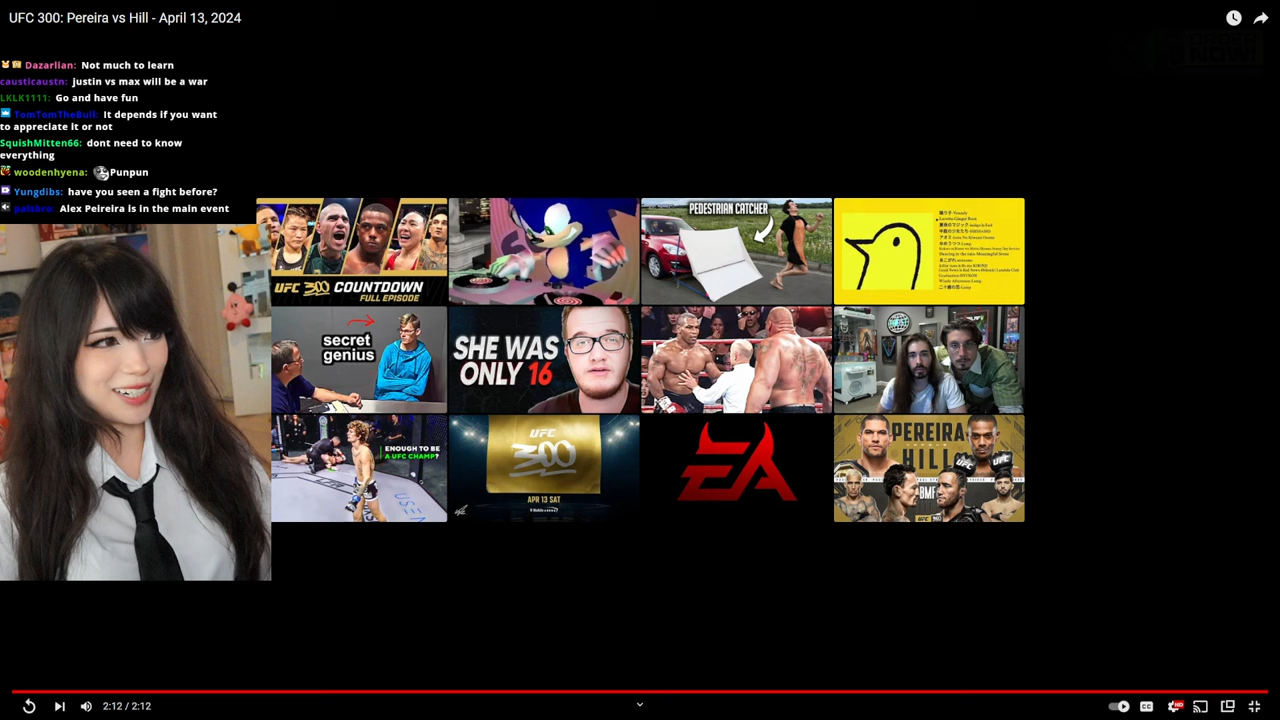 UFC 300: Pereira vs Hill - April 13, 2024
Dazarlian: Not much to learn
causticaustn: justin vs max will be a war
LKLK1111: Go and have fun
TomTomTheBull: It depends if you want
to appreciate it or not
SquishMitten66: dont need to know
everything
woodenhyena: Punpun
Yungdibs: have you seen a fight before?
Alex Peireira is in the main event
UFC 300 COUNTDOWN
FULL EPISODE
PEDESTRIAN
CATCHER
secret
genius
SHE WAS
ONLY 16
ENOUGH TO BE
A UFC CHAMP?
UFC
300
APR 13 SAT
EA
PEREIRA
HILL
BMF
2:12 / 2:12
CC
HD